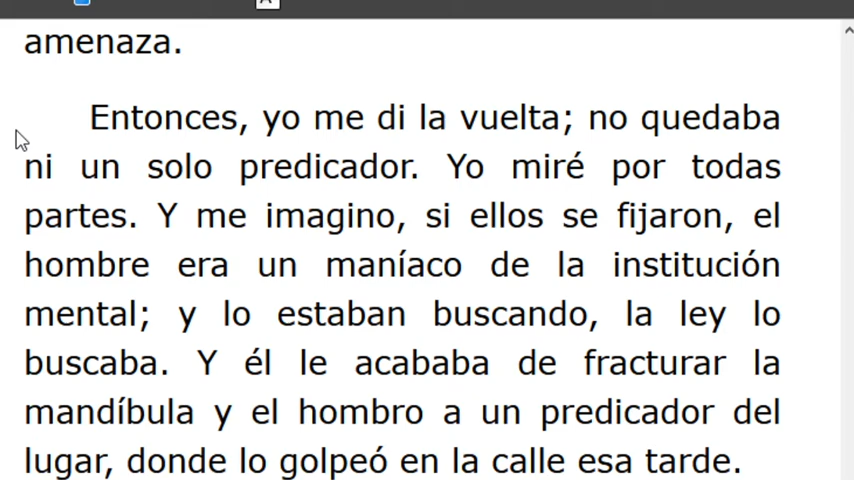 amenaza.
Entonces, yo me di la vuelta; no quedaba
ni un solo predicador. Yo miré por todas
partes. Y me imagino, si ellos se fijaron, el
hombre era un maníaco de la institución
mental; y lo estaban buscando, la ley lo
buscaba. Y él le acababa de fracturar la
mandíbula y el hombro a un predicador del
lugar, donde lo golpeó en la calle esa tarde.